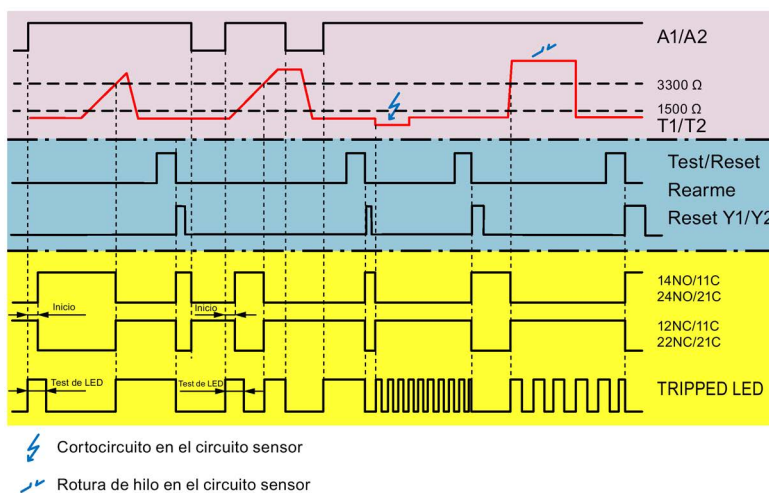 A1/A2
3300 Ω
1500 Ω
T1/T2
Test/Reset
Rearme
Reset Y1/Y2
14NO/11C
24NO/21C
Inicio
Inicio
12NC/11C
22NC/21C
Test de LED
Test de LED
TRIPPED LED
Cortocircuito en el circuito sensor
Rotura de hilo en el circuito sensor